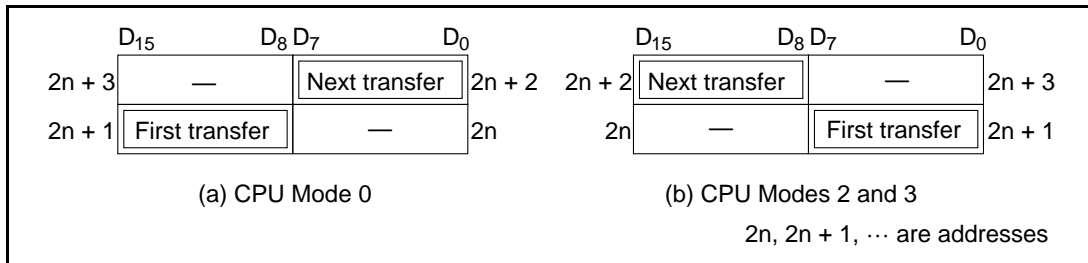 D15 D8 D7 D0 D15 D8 D7 D0
2n + 3 — Next transfer 2n + 2 2n + 2 Next transfer — 2n + 3
2n + 1 First transfer — 2n 2n — First transfer 2n + 1
(a) CPU Mode 0 (b) CPU Modes 2 and 3
2n, 2n + 1, ··· are addresses